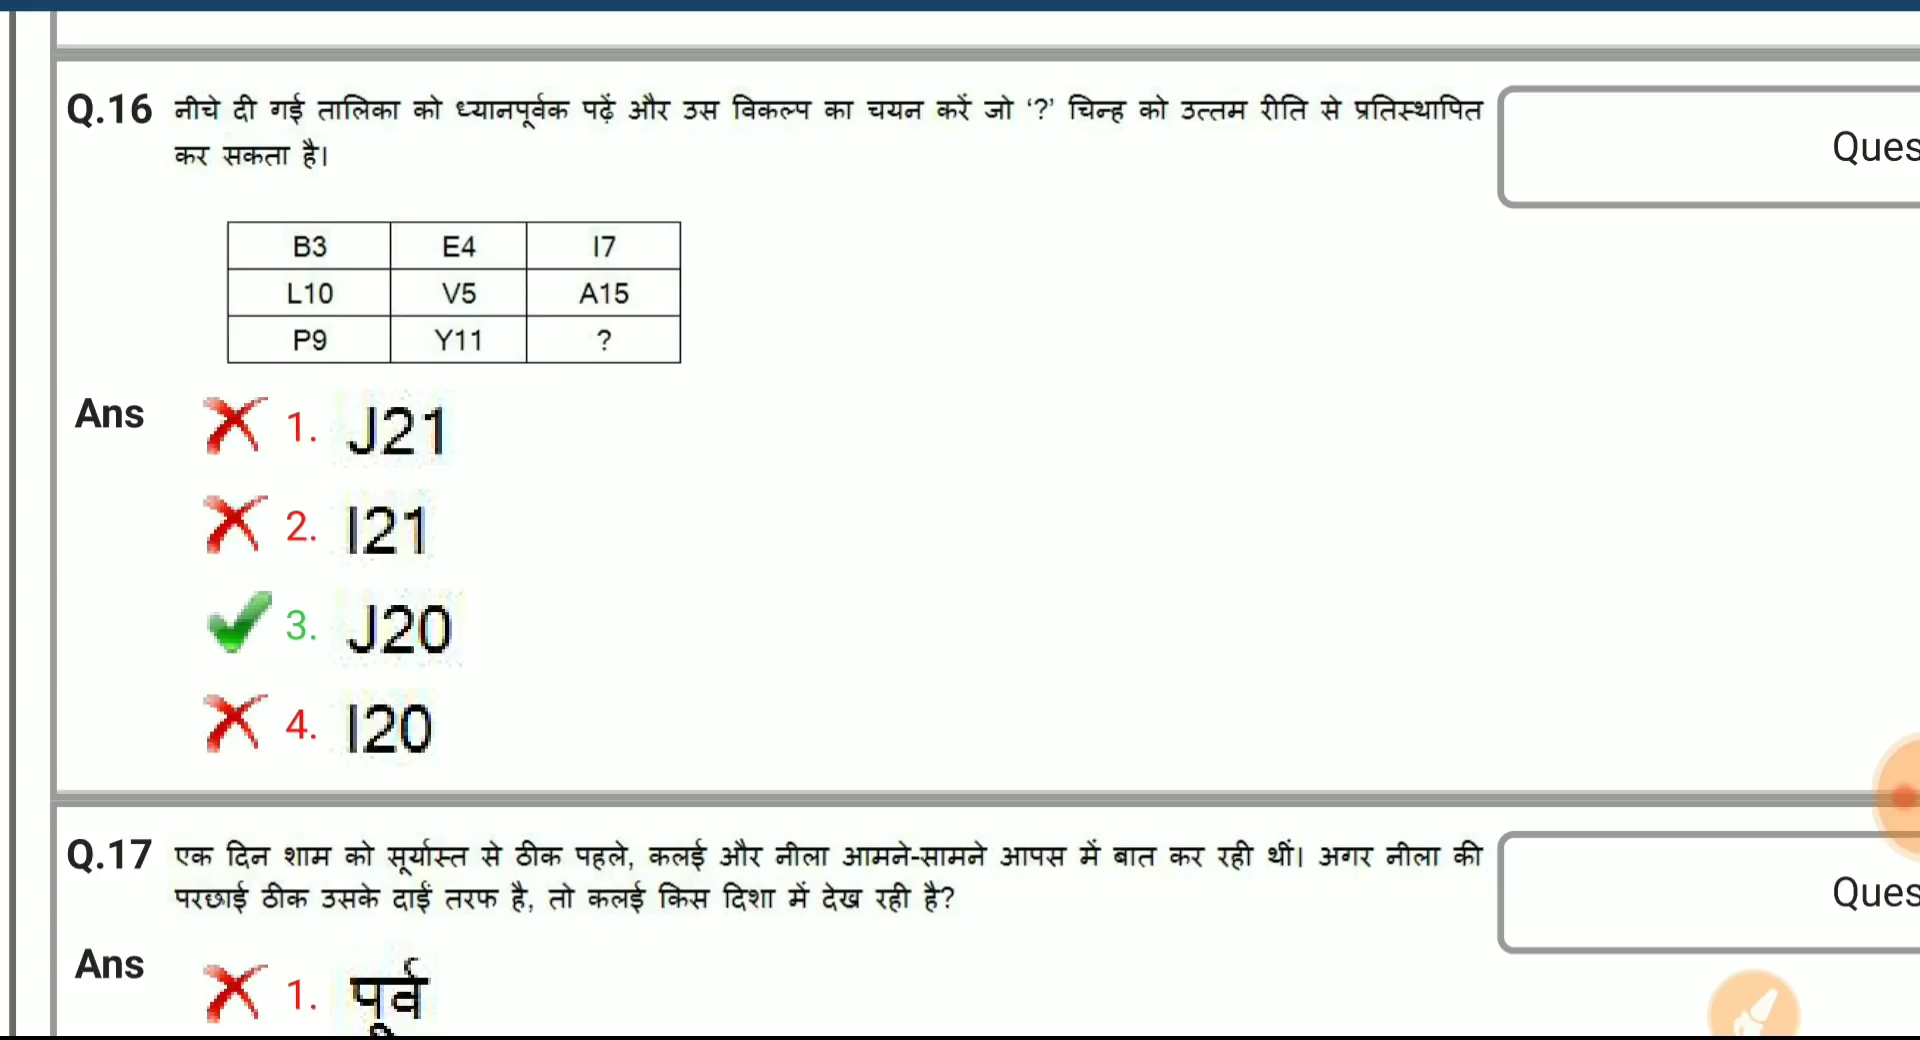 Q.16 नीचे दी गई तालिका को ध्यानपूर्वक पढ़ें और उस विकल्प का चयन करें जो ‘?’ चिन्ह को उत्तम रीति से प्रतिस्थापित
कर सकता है।
Ques
B3 E4 I7
L10 V5 A15
P9 Y11 ?
Ans
1. J21
2. I21
3. J20
4. I20
Q.17 एक दिन शाम को सूर्यास्त से ठीक पहले, कलई और नीला आमने-सामने आपस में बात कर रही थीं। अगर नीला की
परछाई ठीक उसके दाईं तरफ है, तो कलई किस दिशा में देख रही है?
Ques
Ans
1. पूर्व